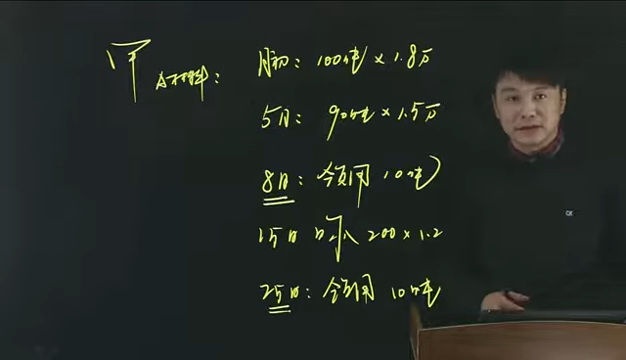 甲
A材料:
月初: 100吨 × 1.8万
5日: 90吨 × 1.5万
8日: 领用 10吨
15日 购入 200 × 1.2
25日: 领用 10吨